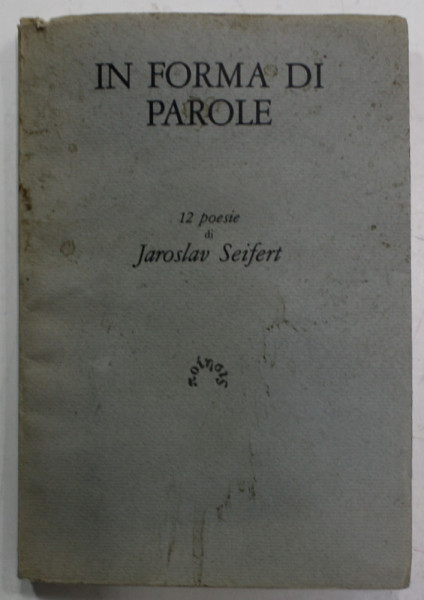 IN FORMA DI
PAROLE
12 poesie
di
Jaroslav Seifert